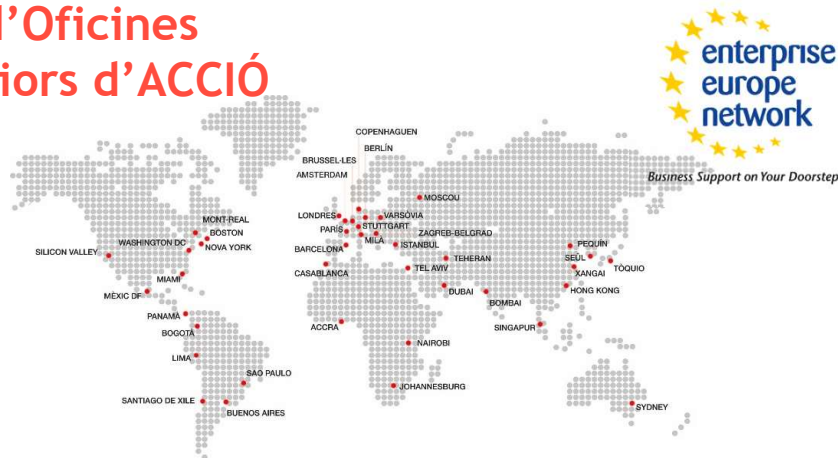 l’Oficines
iors d’ACCIÓ
enterprise
europe
network
Business Support on Your Doorstep
COPENHAGUEN
BERLÍN
BRUSSEL·LES
AMSTERDAM
MOSCOU
LONDRES
VARSÒVIA
PARÍS
STUTTGART
ZAGREB-BELGRAD
MILÀ
BARCELONA
ISTANBUL
MONT-REAL
BOSTON
WASHINGTON DC
NOVA YORK
SILICON VALLEY
MIAMI
MÈXIC DF
CASABLANCA
TEHERAN
TEL AVIV
PEQUÍN
SEÜL
TÒQUIO
XANGAI
DUBAI
BOMBAI
HONG KONG
PANAMÀ
BOGOTÀ
ACCRA
SINGAPUR
NAIROBI
LIMA
SAO PAULO
JOHANNESBURG
SANTIAGO DE XILE
BUENOS AIRES
SYDNEY